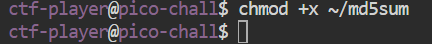 ctf-player@pico-chall$ chmod +x ~/md5sum
ctf-player@pico-chall$